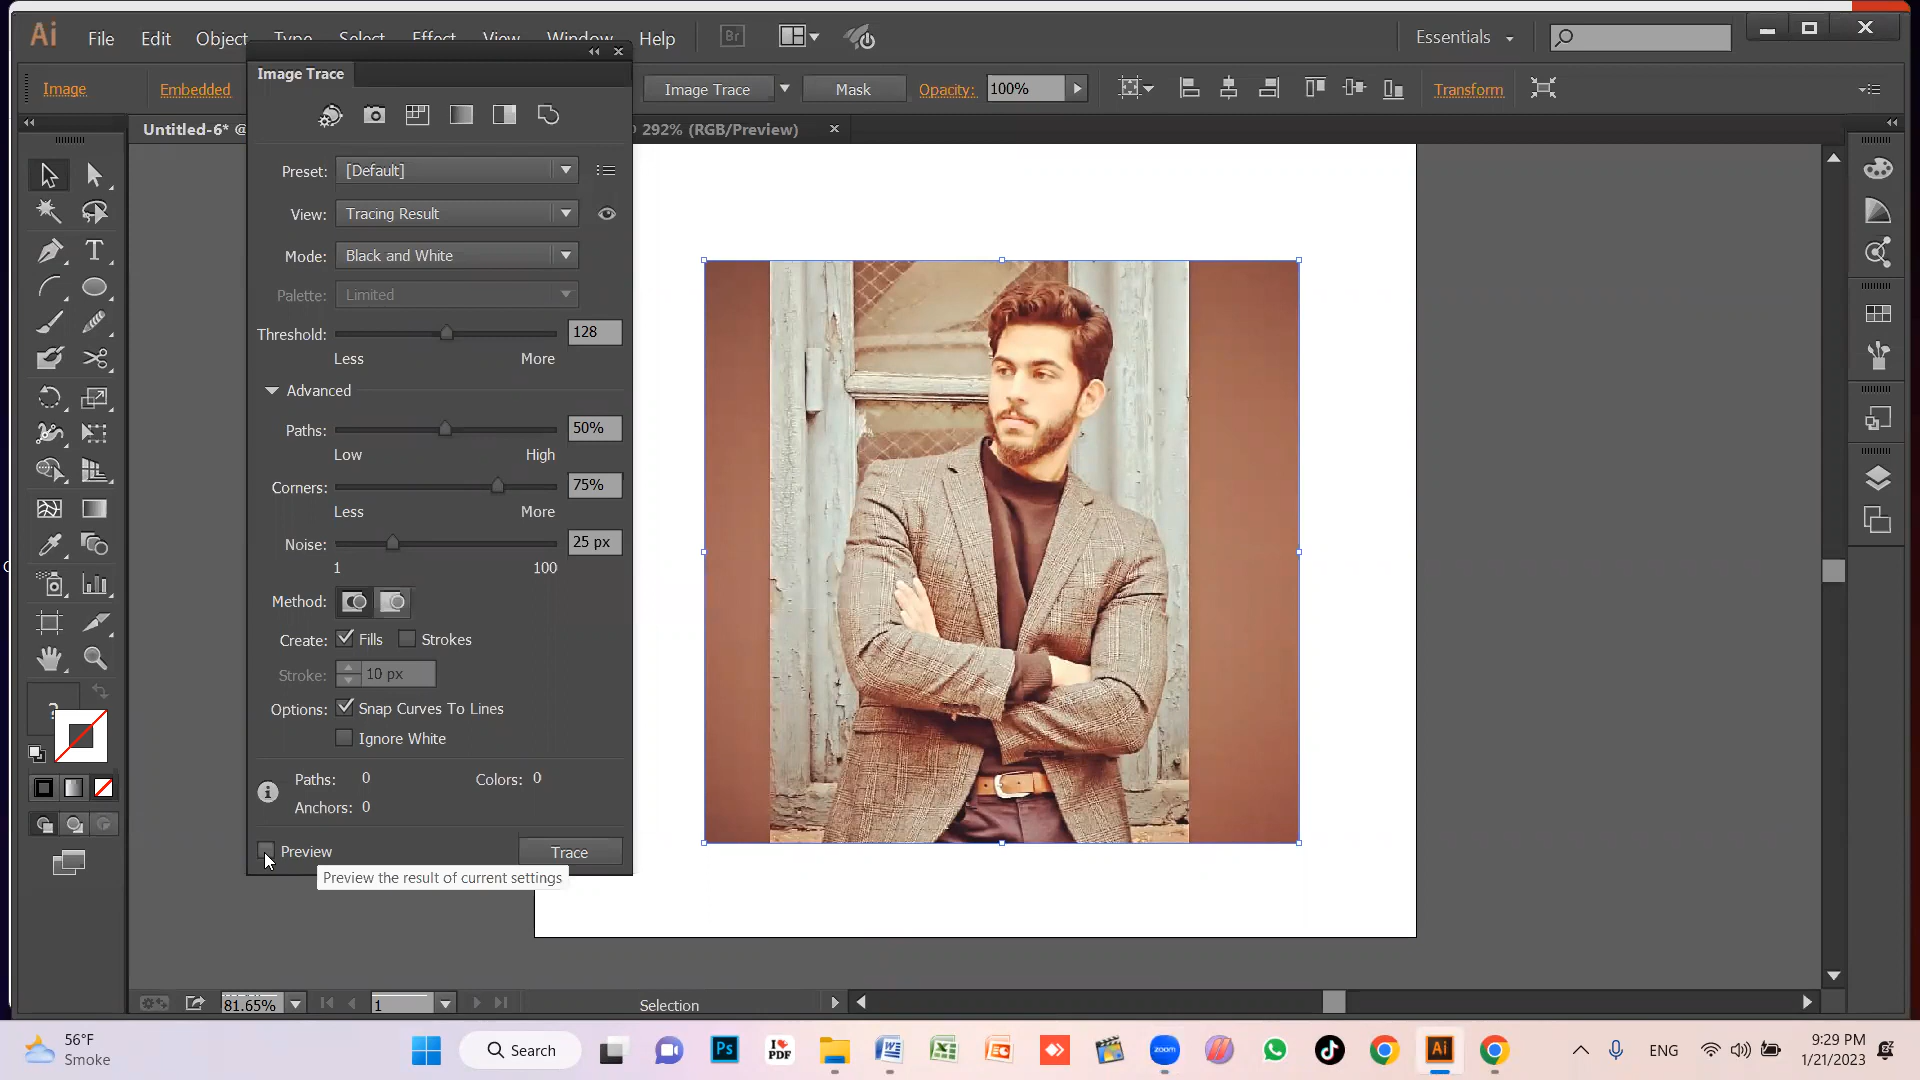 Ai File Edit Object Type Select Effect View Window Help Br Essentials
Image Embedded Image Trace Mask Opacity: 100% Transform
Untitled-6* @ 292% (RGB/Preview)
Image Trace
Preset: [Default]
View: Tracing Result
Mode: Black and White
Palette: Limited
Threshold: 128
Less More
Advanced
Paths: 50%
Low High
Corners: 75%
Less More
Noise: 25 px
1 100
Method:
Create: Fills Strokes
Stroke: 10 px
Options: Snap Curves To Lines
Ignore White
Paths: 0 Colors: 0
Anchors: 0
Preview Trace
Preview the result of current settings
81.65% 1 Selection
56°F
Smoke
Search
Ps
I PDF
zoom
Ai
ENG
9:29 PM
1/21/2023